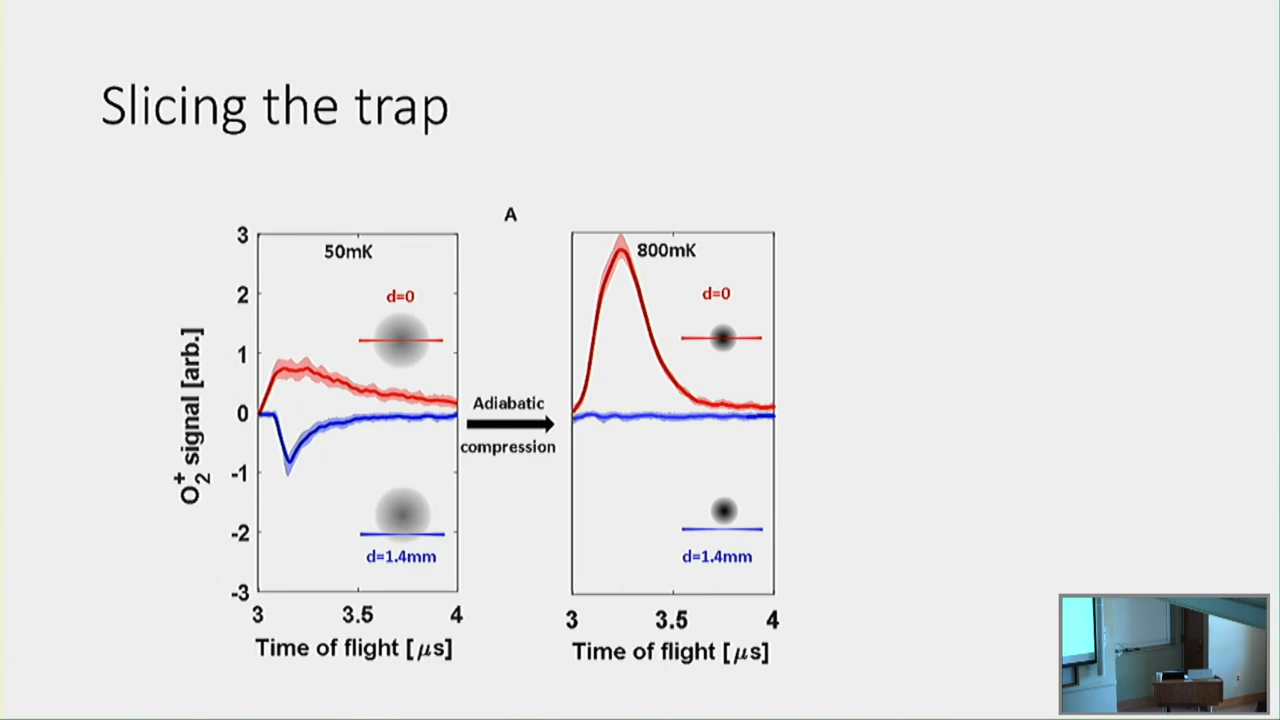 Slicing the trap
A
50mK
d=0
d=1.4mm
3
2
1
0
-1
-2
-3
O₂⁺ signal [arb.]
3 3.5 4
Time of flight [μs]
Adiabatic
compression
800mK
d=0
d=1.4mm
3 3.5 4
Time of flight [μs]